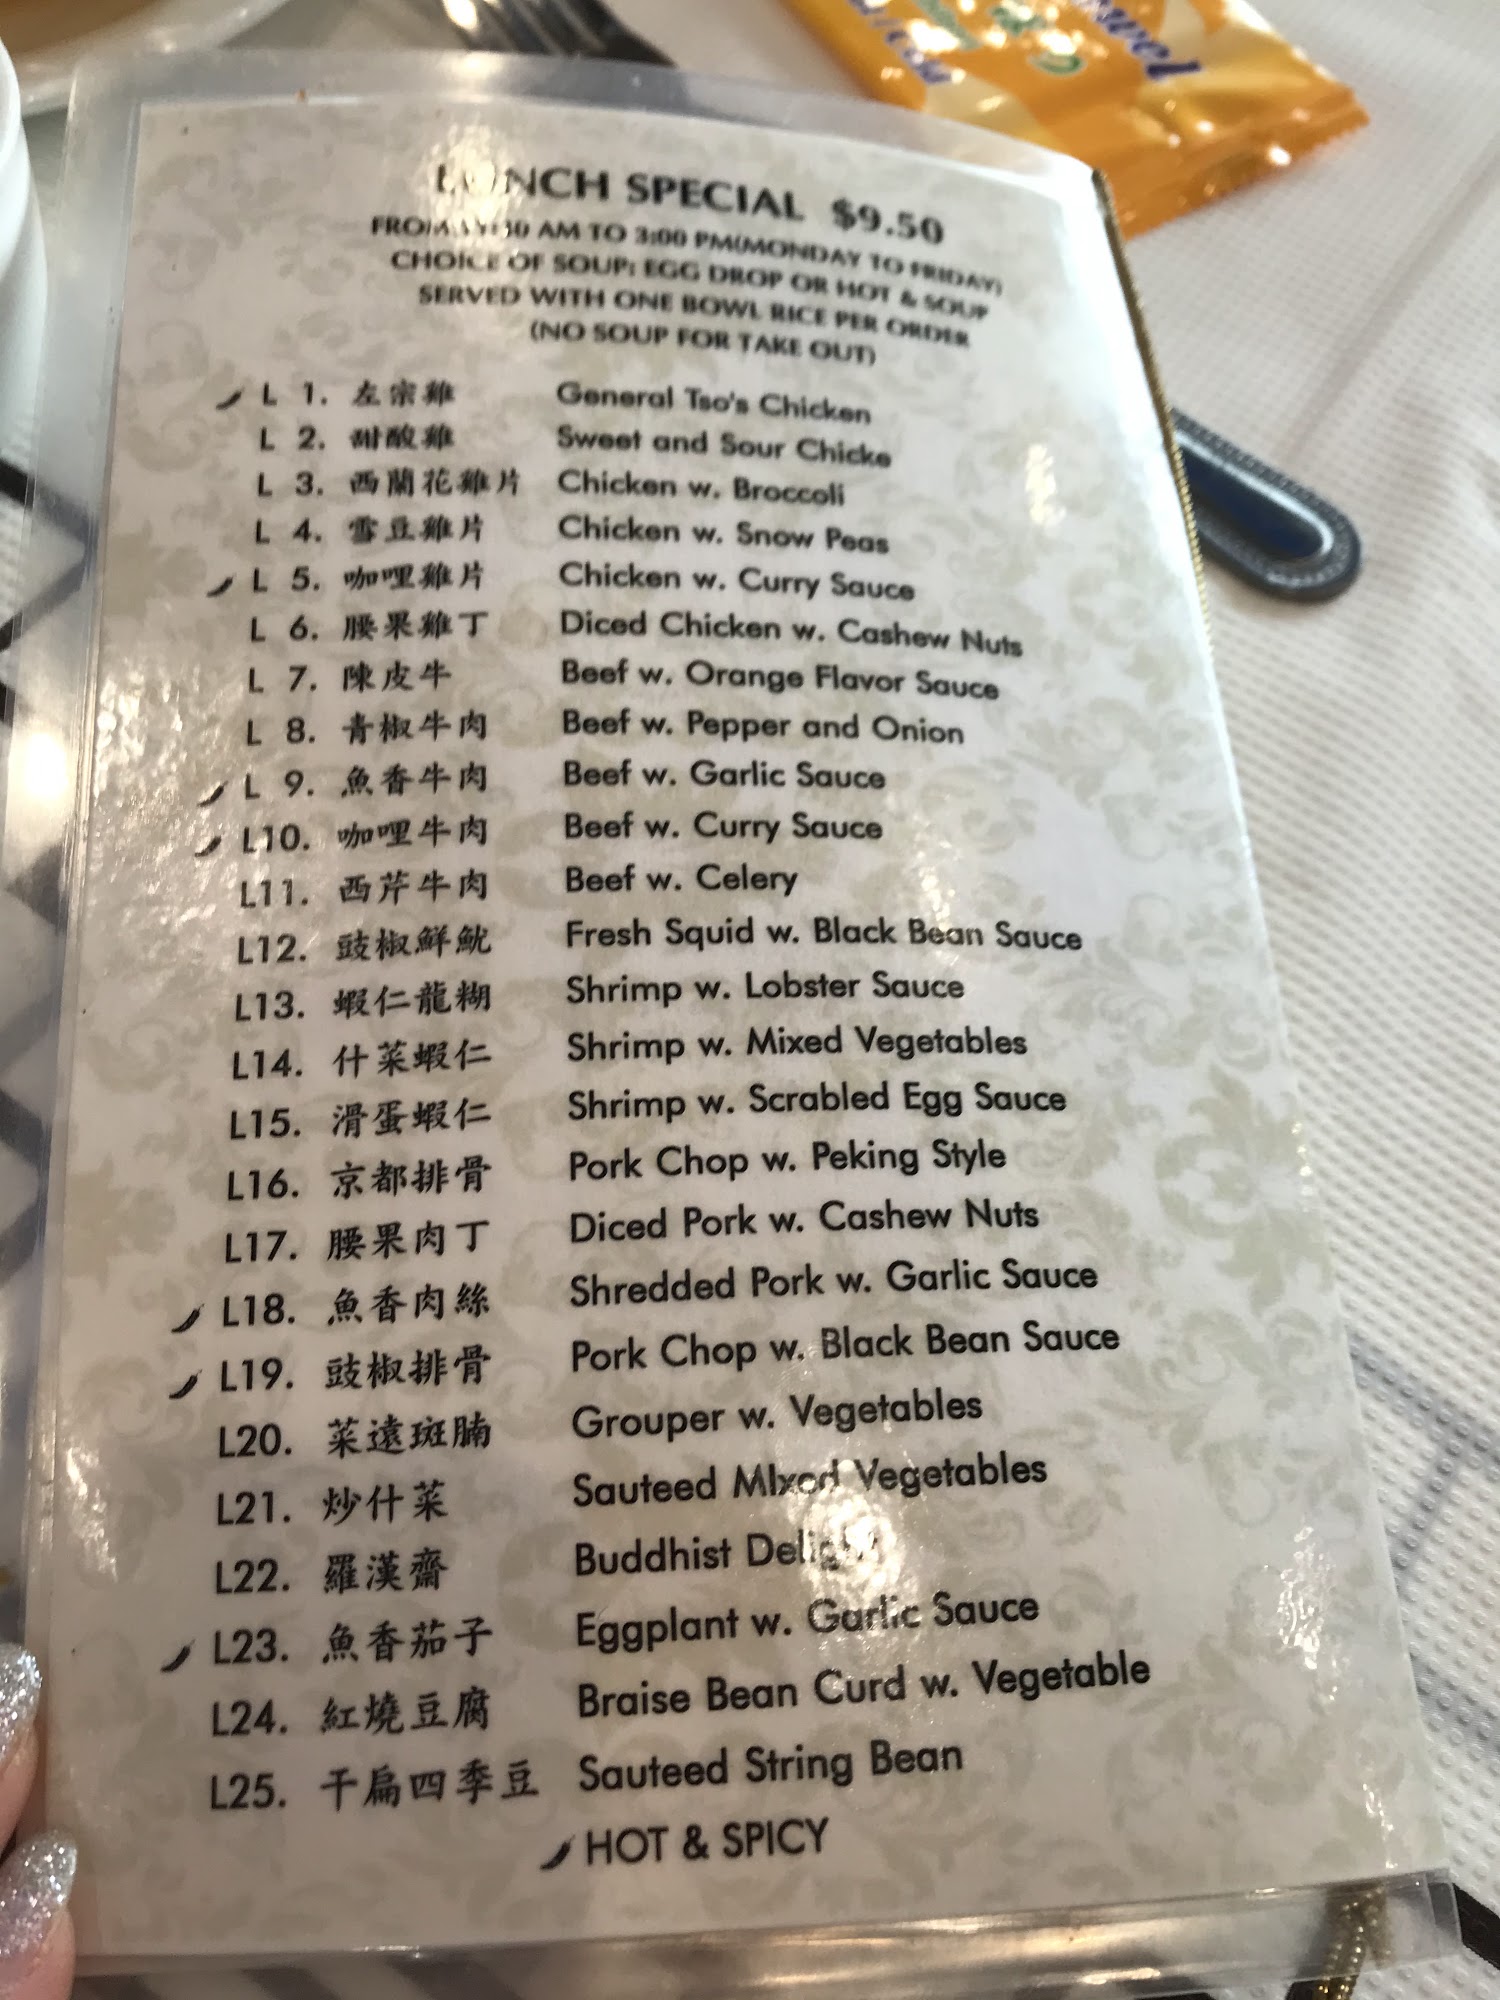 LUNCH SPECIAL $9.50
FROM AM TO 3:00 PM(MONDAY TO FRIDAY)
CHOICE OF SOUP: EGG DROP OR HOT & SOUP
SERVED WITH ONE BOWL RICE PER ORDER
(NO SOUP FOR TAKE OUT)
L 1. 左宗雞 General Tso's Chicken
L 2. 甜酸雞 Sweet and Sour Chicke
L 3. 西蘭花雞片 Chicken w. Broccoli
L 4. 雪豆雞片 Chicken w. Snow Peas
L 5. 咖哩雞片 Chicken w. Curry Sauce
L 6. 腰果雞丁 Diced Chicken w. Cashew Nuts
L 7. 陳皮牛 Beef w. Orange Flavor Sauce
L 8. 青椒牛肉 Beef w. Pepper and Onion
L 9. 魚香牛肉 Beef w. Garlic Sauce
L10. 咖哩牛肉 Beef w. Curry Sauce
L11. 西芹牛肉 Beef w. Celery
L12. 豉椒鮮魷 Fresh Squid w. Black Bean Sauce
L13. 蝦仁龍糊 Shrimp w. Lobster Sauce
L14. 什菜蝦仁 Shrimp w. Mixed Vegetables
L15. 滑蛋蝦仁 Shrimp w. Scrabled Egg Sauce
L16. 京都排骨 Pork Chop w. Peking Style
L17. 腰果肉丁 Diced Pork w. Cashew Nuts
L18. 魚香肉絲 Shredded Pork w. Garlic Sauce
L19. 豉椒排骨 Pork Chop w. Black Bean Sauce
L20. 菜遠斑腩 Grouper w. Vegetables
L21. 炒什菜 Sauteed MIxed Vegetables
L22. 羅漢齋 Buddhist Delight
L23. 魚香茄子 Eggplant w. Garlic Sauce
L24. 紅燒豆腐 Braise Bean Curd w. Vegetable
L25. 干扁四季豆 Sauteed String Bean
HOT & SPICY